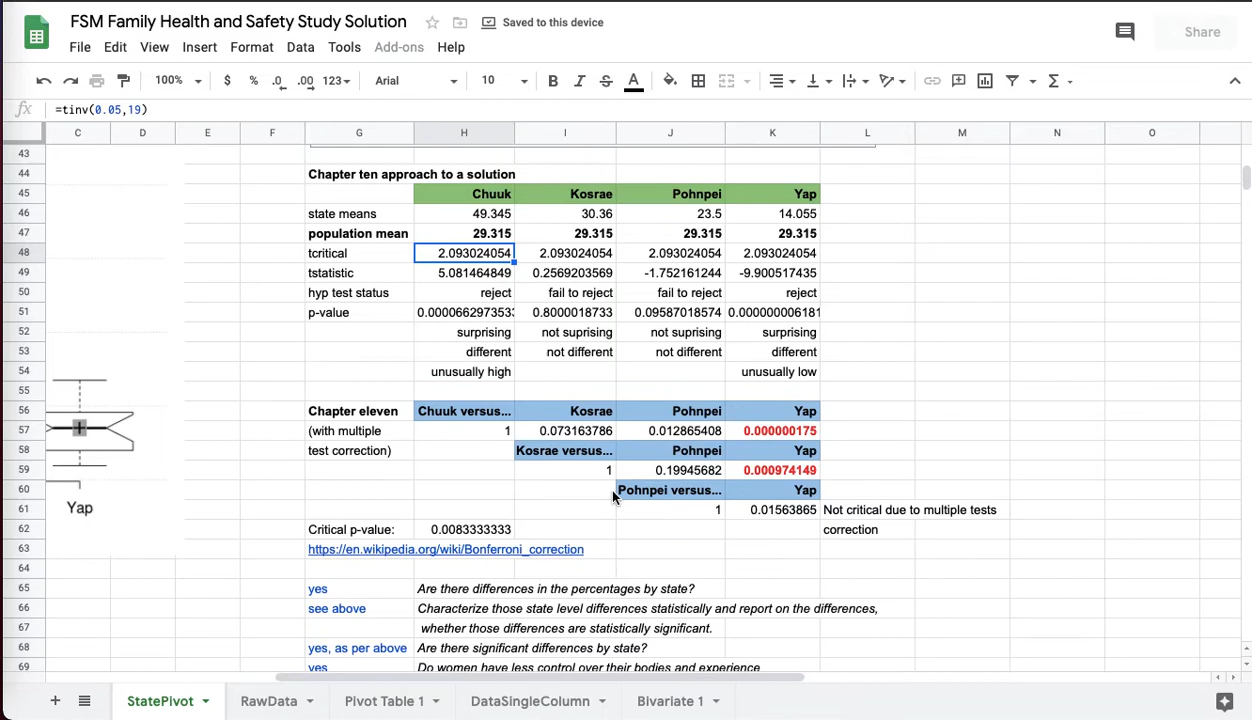 FSM Family Health and Safety Study Solution Saved to this device
File Edit View Insert Format Data Tools Add-ons Help
Share
100% $ % .0 .00 123 Arial 10 B I S A Σ
fx =tinv(0.05,19)
C D E F G H I J K L M N O
43
44 Chapter ten approach to a solution
45 Chuuk Kosrae Pohnpei Yap
46 state means 49.345 30.36 23.5 14.055
47 population mean 29.315 29.315 29.315 29.315
48 tcritical 2.093024054 2.093024054 2.093024054 2.093024054
49 tstatistic 5.081464849 0.2569203569 -1.752161244 -9.900517435
50 hyp test status reject fail to reject fail to reject reject
51 p-value 0.0000662973533 0.8000018733 0.09587018574 0.000000006181
52 surprising not suprising not suprising surprising
53 different not different not different different
54 unusually high unusually low
55
56 Chapter eleven Chuuk versus... Kosrae Pohnpei Yap
57 (with multiple 1 0.073163786 0.012865408 0.000000175
58 test correction) Kosrae versus... Pohnpei Yap
59 1 0.19945682 0.000974149
60 Pohnpei versus... Yap
61 1 0.01563865 Not critical due to multiple tests
62 Critical p-value: 0.0083333333 correction
63 https://en.wikipedia.org/wiki/Bonferroni_correction
64
65 yes Are there differences in the percentages by state?
66 see above Characterize those state level differences statistically and report on the differences,
67 whether those differences are statistically significant.
68 yes, as per above Are there significant differences by state?
69 yes Do women have less control over their bodies and experience
Yap
StatePivot RawData Pivot Table 1 DataSingleColumn Bivariate 1